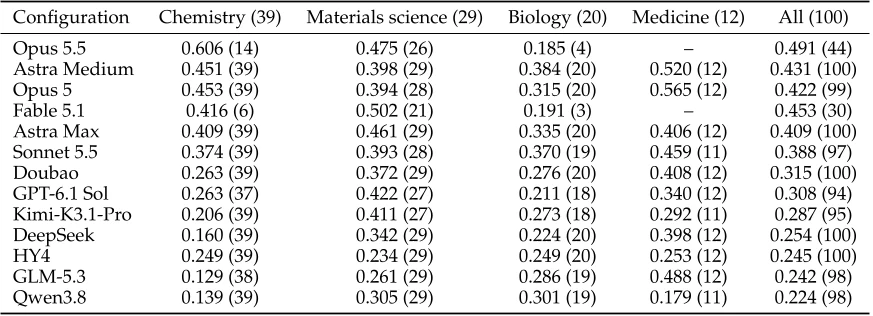 Configuration Chemistry (39) Materials science (29) Biology (20) Medicine (12) All (100)
Opus 5.5 0.606 (14) 0.475 (26) 0.185 (4) – 0.491 (44)
Astra Medium 0.451 (39) 0.398 (29) 0.384 (20) 0.520 (12) 0.431 (100)
Opus 5 0.453 (39) 0.394 (28) 0.315 (20) 0.565 (12) 0.422 (99)
Fable 5.1 0.416 (6) 0.502 (21) 0.191 (3) – 0.453 (30)
Astra Max 0.409 (39) 0.461 (29) 0.335 (20) 0.406 (12) 0.409 (100)
Sonnet 5.5 0.374 (39) 0.393 (28) 0.370 (19) 0.459 (11) 0.388 (97)
Doubao 0.263 (39) 0.372 (29) 0.276 (20) 0.408 (12) 0.315 (100)
GPT-6.1 Sol 0.263 (37) 0.422 (27) 0.211 (18) 0.340 (12) 0.308 (94)
Kimi-K3.1-Pro 0.206 (39) 0.411 (27) 0.273 (18) 0.292 (11) 0.287 (95)
DeepSeek 0.160 (39) 0.342 (29) 0.224 (20) 0.398 (12) 0.254 (100)
HY4 0.249 (39) 0.234 (29) 0.249 (20) 0.253 (12) 0.245 (100)
GLM-5.3 0.129 (38) 0.261 (29) 0.286 (19) 0.488 (12) 0.242 (98)
Qwen3.8 0.139 (39) 0.305 (29) 0.301 (19) 0.179 (11) 0.224 (98)